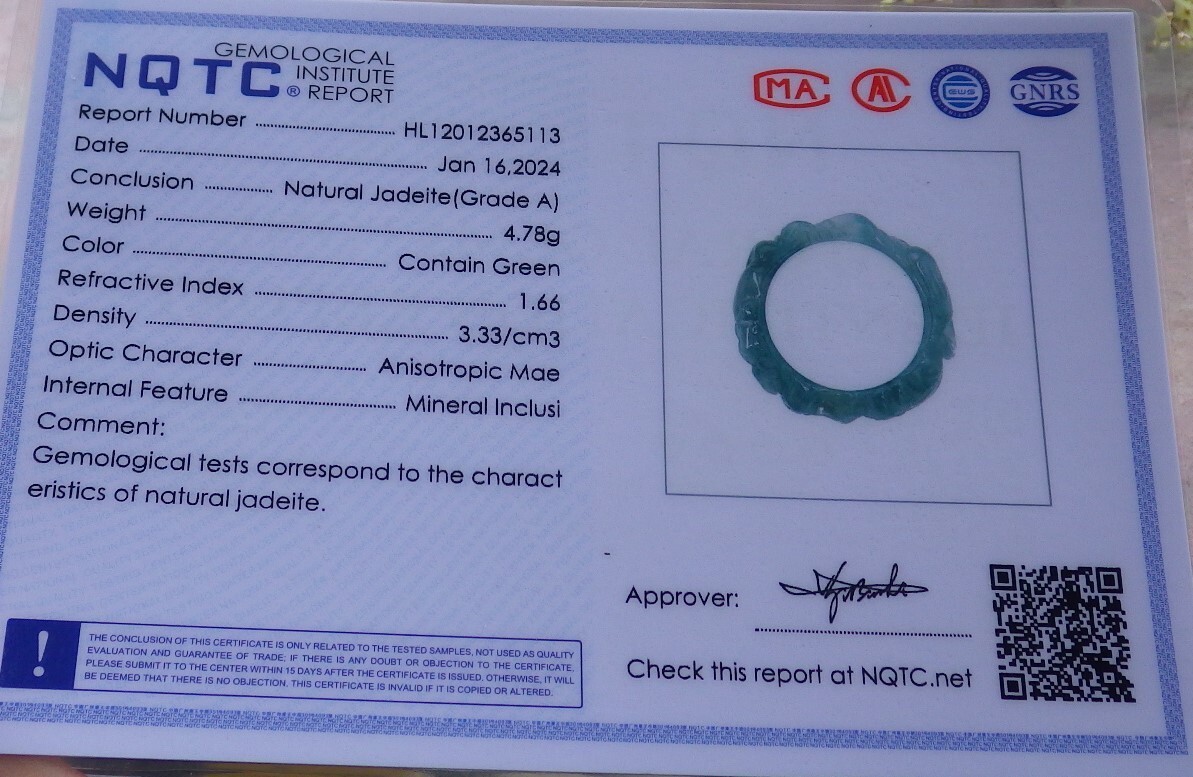 NQTC ® GEMOLOGICAL INSTITUTE REPORT
Report Number HL12012365113
Date Jan 16,2024
Conclusion Natural Jadeite(Grade A)
Weight 4.78g
Color Contain Green
Refractive Index 1.66
Density 3.33/cm3
Optic Character Anisotropic Mae
Internal Feature Mineral Inclusi
Comment:
Gemological tests correspond to the charact
eristics of natural jadeite.
THE CONCLUSION OF THIS CERTIFICATE IS ONLY RELATED TO THE TESTED SAMPLES, NOT USED AS QUALITY
EVALUATION AND GUARANTEE OF TRADE; IF THERE IS ANY DOUBT OR OBJECTION TO THE CERTIFICATE,
PLEASE SUBMIT IT TO THE CENTER WITHIN 15 DAYS AFTER THE CERTIFICATE IS ISSUED. OTHERWISE, IT WILL
BE DEEMED THAT THERE IS NO OBJECTION. THIS CERTIFICATE IS INVALID IF IT IS COPIED OR ALTERED.
MA
GNRS
Approver:
Check this report at NQTC.net